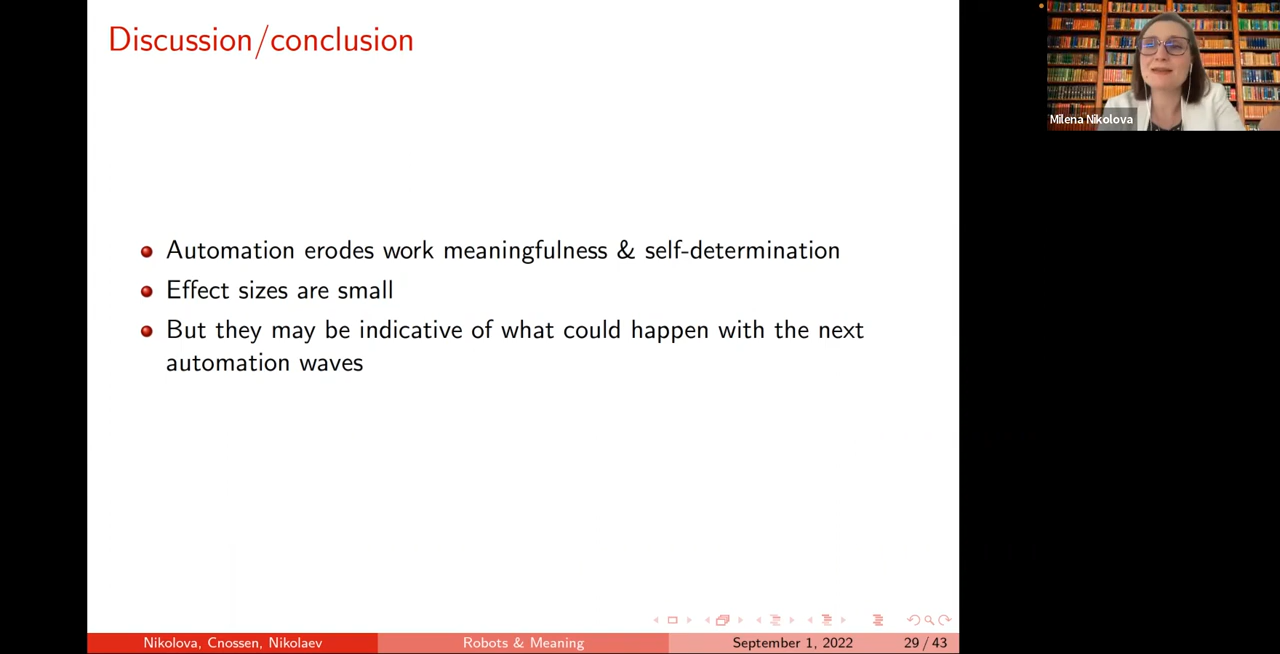 Discussion/conclusion
Milena Nikolova
Automation erodes work meaningfulness & self-determination
Effect sizes are small
But they may be indicative of what could happen with the next
automation waves
Nikolova, Cnossen, Nikolaev
Robots & Meaning
September 1, 2022
29 / 43